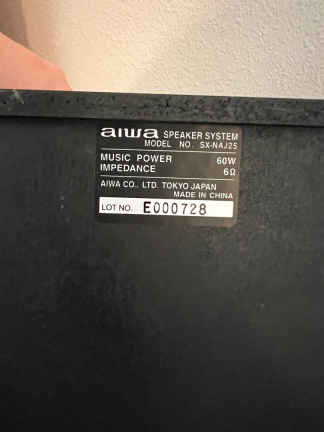 aiwa SPEAKER SYSTEM
MODEL NO. SX-NAJ25
MUSIC POWER 60W
IMPEDANCE 6Ω
AIWA CO., LTD. TOKYO JAPAN
MADE IN CHINA
LOT NO. E000728